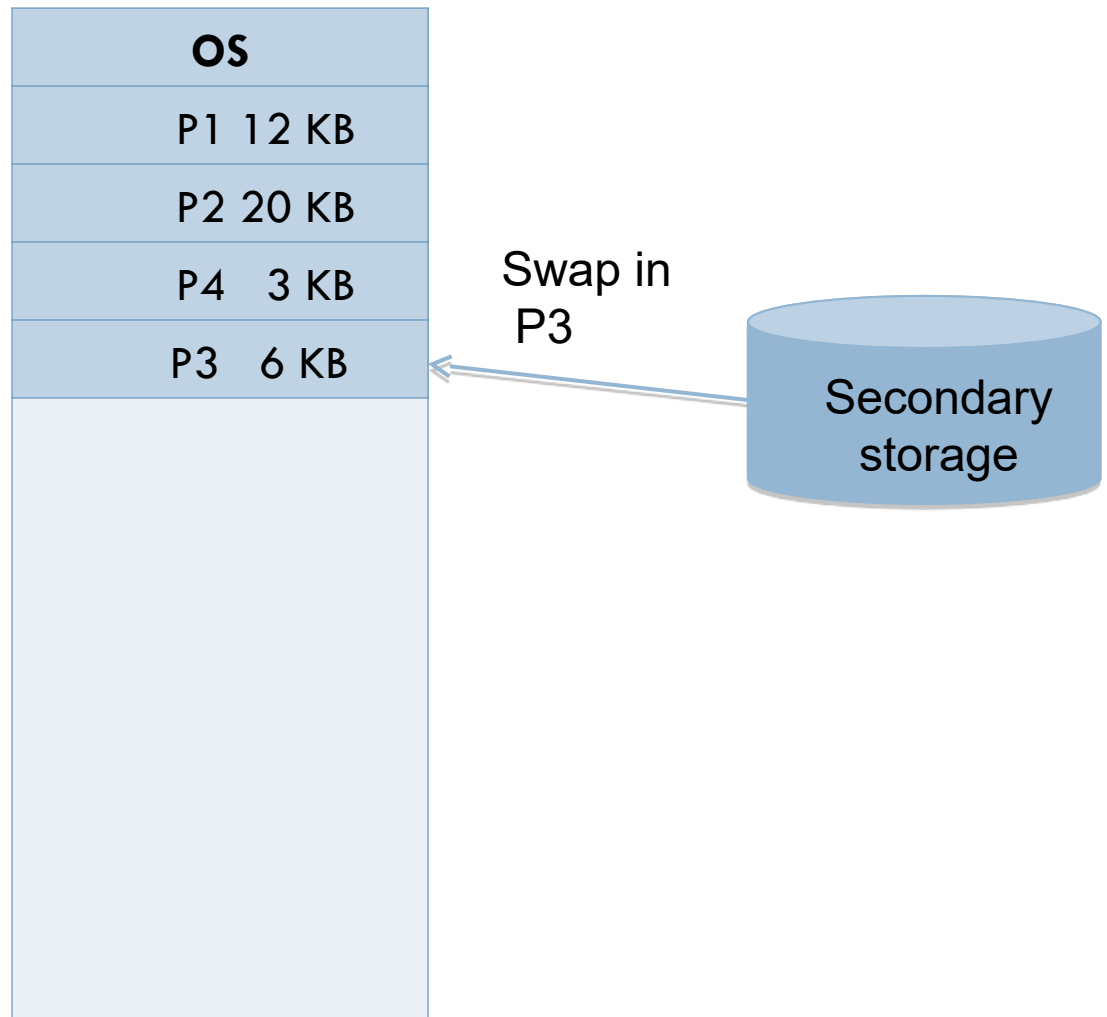 OS
P1 12 KB
P2 20 KB
P4 3 KB
P3 6 KB
Swap in
P3
Secondary
storage